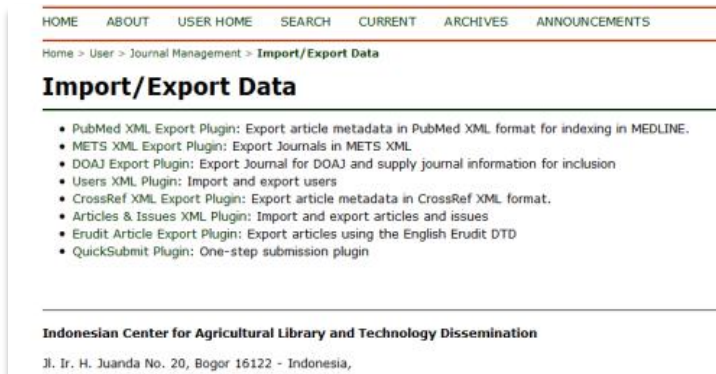 HOME ABOUT USER HOME SEARCH CURRENT ARCHIVES ANNOUNCEMENTS
Home > User > Journal Management > Import/Export Data
Import/Export Data
• PubMed XML Export Plugin: Export article metadata in PubMed XML format for indexing in MEDLINE.
• METS XML Export Plugin: Export Journals in METS XML
• DOAJ Export Plugin: Export Journal for DOAJ and supply journal information for inclusion
• Users XML Plugin: Import and export users
• CrossRef XML Export Plugin: Export article metadata in CrossRef XML format.
• Articles & Issues XML Plugin: Import and export articles and issues
• Erudit Article Export Plugin: Export articles using the English Erudit DTD
• QuickSubmit Plugin: One-step submission plugin
Indonesian Center for Agricultural Library and Technology Dissemination
Jl. Ir. H. Juanda No. 20, Bogor 16122 - Indonesia,